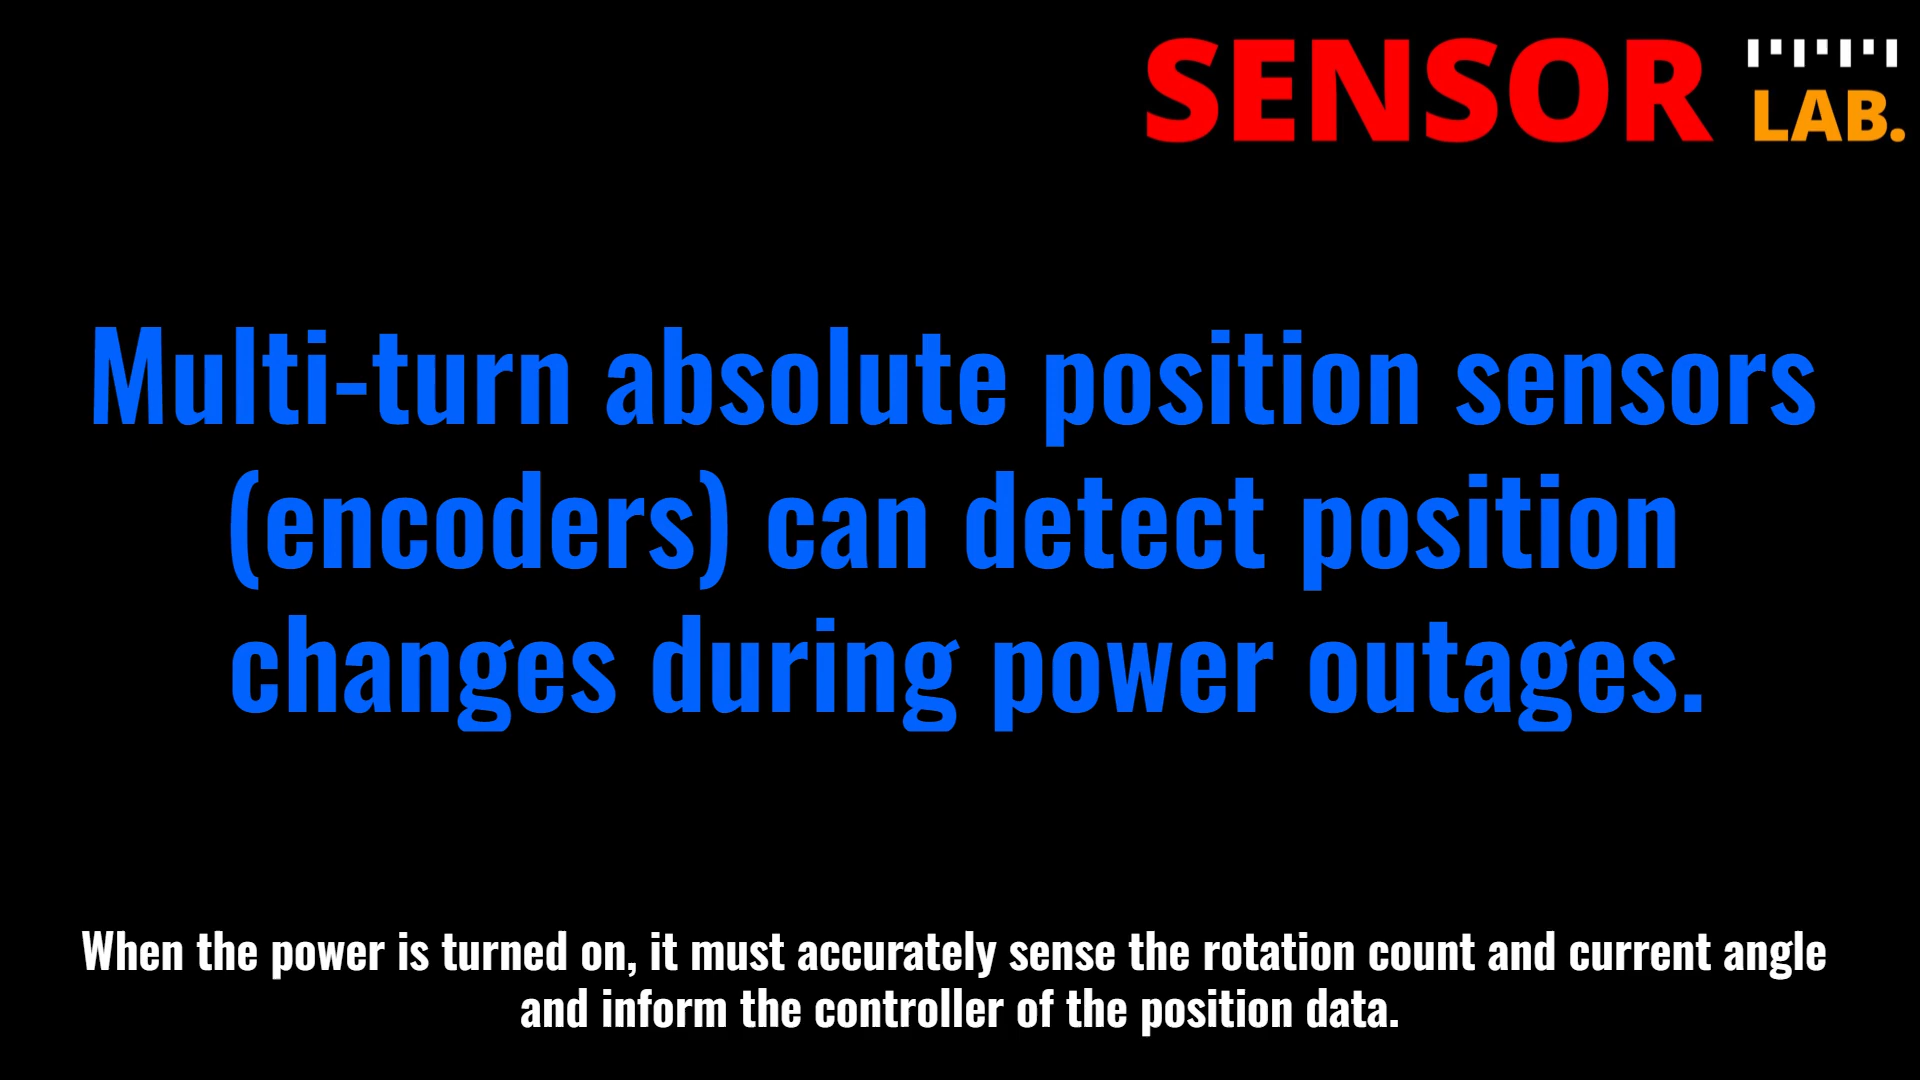 SENSOR LAB.
Multi-turn absolute position sensors
(encoders) can detect position
changes during power outages.
When the power is turned on, it must accurately sense the rotation count and current angle
and inform the controller of the position data.